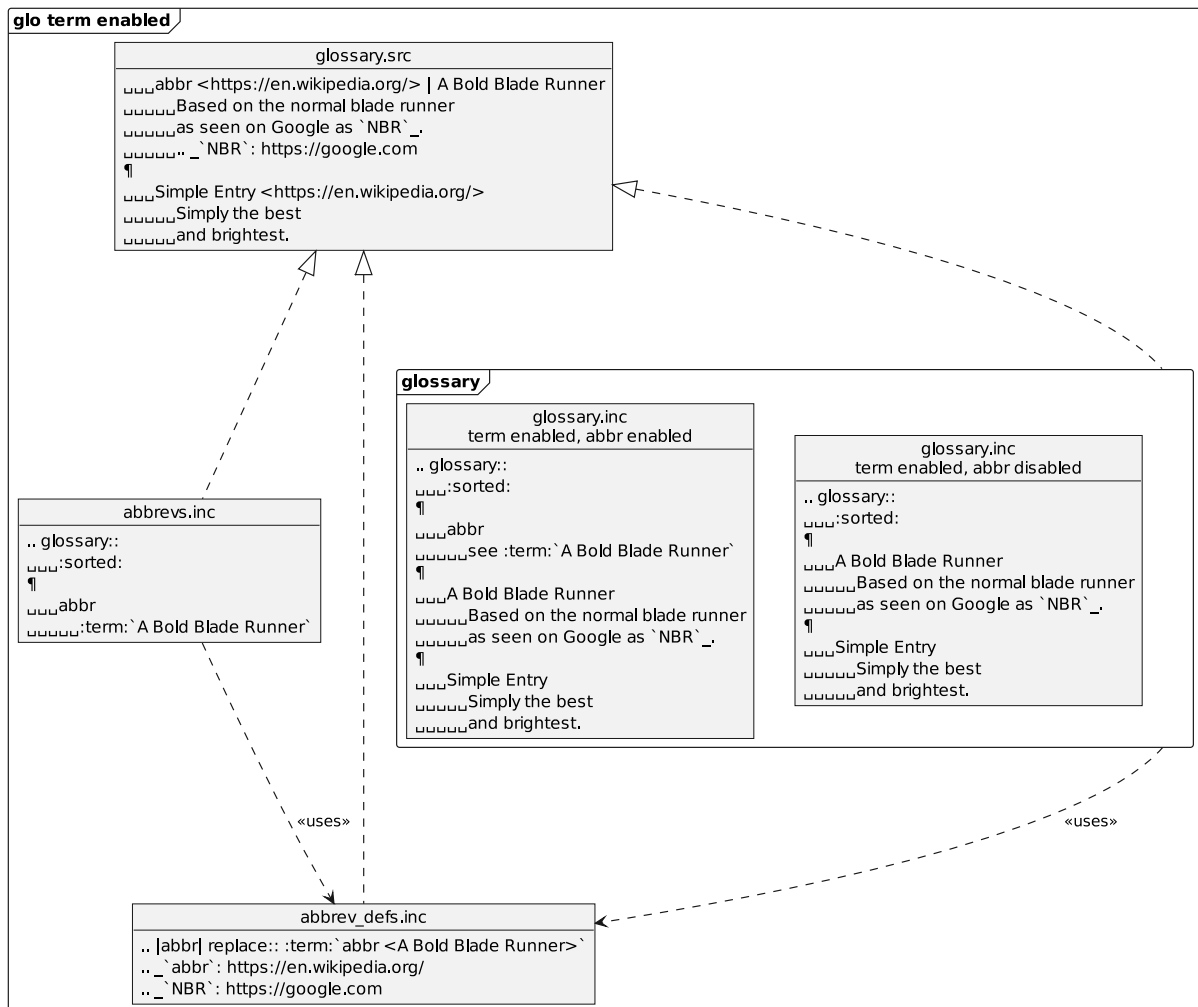 glo term enabled
glossary.src
␣␣␣abbr <https://en.wikipedia.org/> | A Bold Blade Runner
␣␣␣␣␣Based on the normal blade runner
␣␣␣␣␣as seen on Google as `NBR`_.
␣␣␣␣␣.. _`NBR`: https://google.com
¶
␣␣␣Simple Entry <https://en.wikipedia.org/>
␣␣␣␣␣Simply the best
␣␣␣␣␣and brightest.
glossary
glossary.inc
term enabled, abbr enabled
.. glossary::
␣␣␣:sorted:
¶
␣␣␣abbr
␣␣␣␣␣see :term:`A Bold Blade Runner`
¶
␣␣␣A Bold Blade Runner
␣␣␣␣␣Based on the normal blade runner
␣␣␣␣␣as seen on Google as `NBR`_.
¶
␣␣␣Simple Entry
␣␣␣␣␣Simply the best
␣␣␣␣␣and brightest.
glossary.inc
term enabled, abbr disabled
.. glossary::
␣␣␣:sorted:
¶
␣␣␣A Bold Blade Runner
␣␣␣␣␣Based on the normal blade runner
␣␣␣␣␣as seen on Google as `NBR`_.
¶
␣␣␣Simple Entry
␣␣␣␣␣Simply the best
␣␣␣␣␣and brightest.
abbrevs.inc
.. glossary::
␣␣␣:sorted:
¶
␣␣␣abbr
␣␣␣␣␣:term:`A Bold Blade Runner`
«uses»
«uses»
abbrev_defs.inc
.. |abbr| replace:: :term:`abbr <A Bold Blade Runner>`
.. _`abbr`: https://en.wikipedia.org/
.. _`NBR`: https://google.com